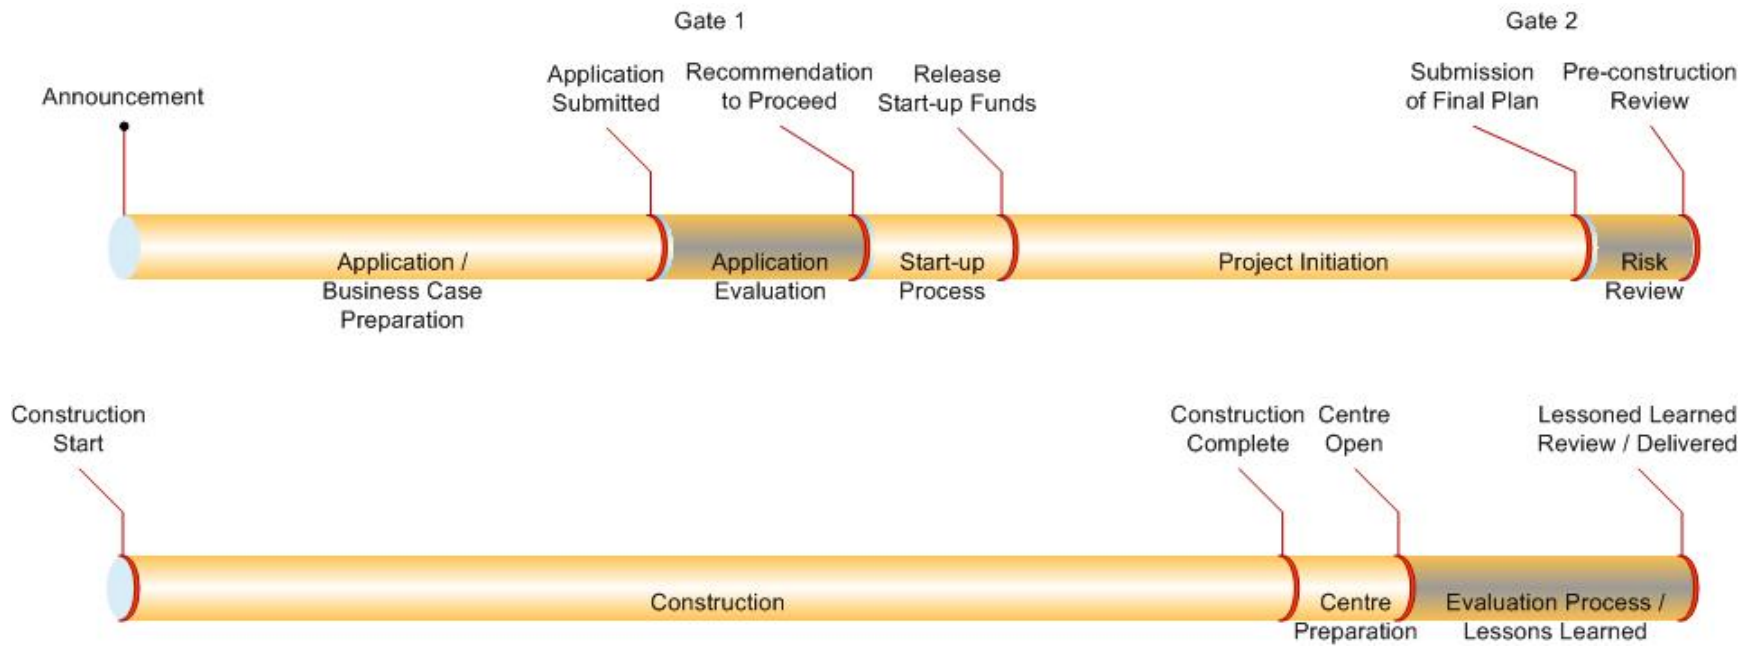 Gate 1
Gate 2
Announcement
Application
Submitted
Recommendation
to Proceed
Release
Start-up Funds
Submission
of Final Plan
Pre-construction
Review
Application /
Business Case
Preparation
Application
Evaluation
Start-up
Process
Project Initiation
Risk
Review
Construction
Start
Construction
Complete
Centre
Open
Lessoned Learned
Review / Delivered
Construction
Centre
Preparation
Evaluation Process /
Lessons Learned